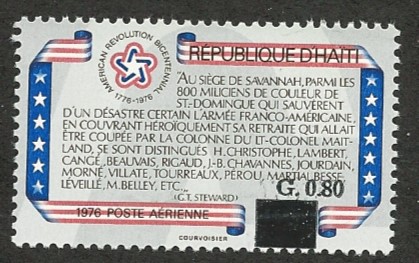 RÉPUBLIQUE D'HAÏTI
AMERICAN REVOLUTION BICENTENNIAL
1776-1976
"AU SIÈGE DE SAVANNAH, PARMI LES
800 MILICIENS DE COULEUR DE
ST-DOMINGUE QUI SAUVÈRENT
D'UN DÉSASTRE CERTAIN L'ARMÉE FRANCO-AMÉRICAINE,
EN COUVRANT HÉROÏQUEMENT SA RETRAITE QUI ALLAIT
ÊTRE COUPÉE PAR LA COLONNE DU LT-COLONEL MAIT-
LAND, SE SONT DISTINGUÉS H. CHRISTOPHE, LAMBERT,
CANGÉ, BEAUVAIS, RIGAUD, J-B. CHAVANNES, JOURDAIN,
MORNÉ, VILLATE, TOURREAUX, PÉROU, MARTIAL BESSE,
LÉVEILLÉ, M. BELLEY, ETC.,"
G. 0.80
(G.T. STEWARD)
1976 POSTE AÉRIENNE
COURVOISIER